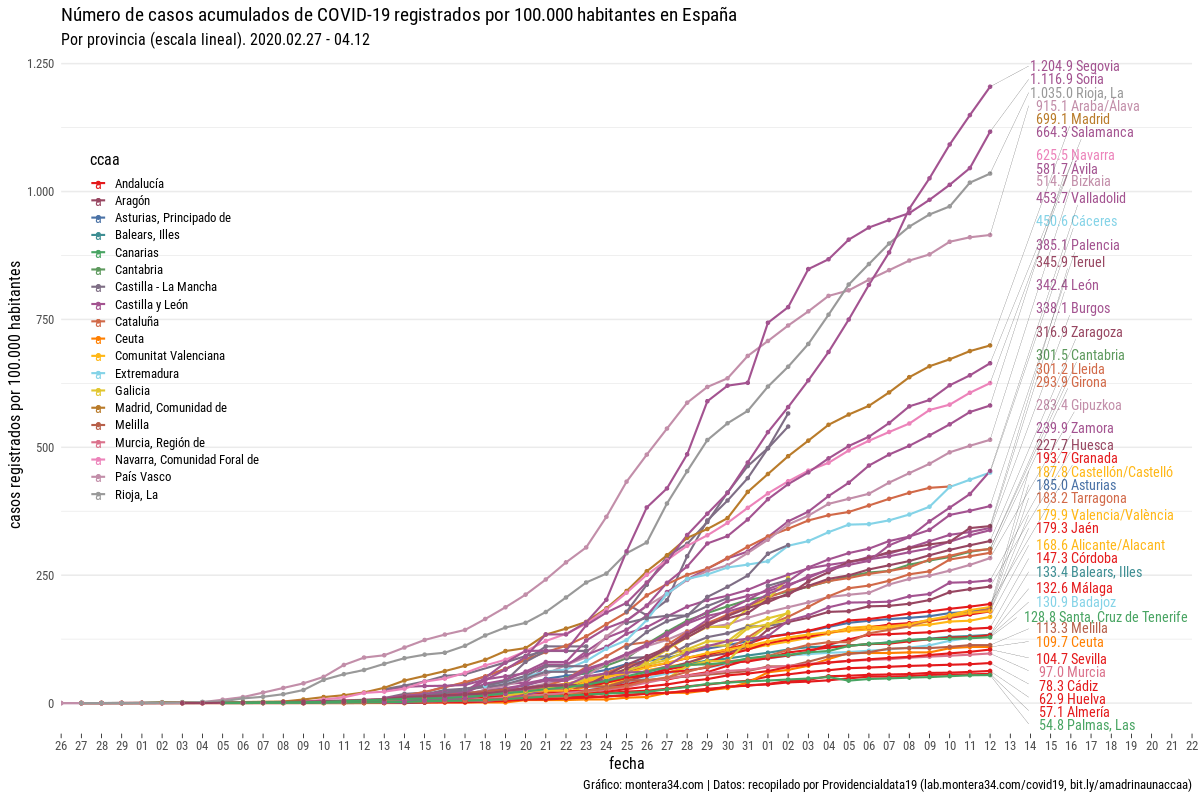 Número de casos acumulados de COVID-19 registrados por 100.000 habitantes en España
Por provincia (escala lineal). 2020.02.27 - 04.12
casos registrados por 100.000 habitantes
1.250
1.000
750
500
250
0
ccaa
Andalucía
Aragón
Asturias, Principado de
Balears, Illes
Canarias
Cantabria
Castilla - La Mancha
Castilla y León
Cataluña
Ceuta
Comunitat Valenciana
Extremadura
Galicia
Madrid, Comunidad de
Melilla
Murcia, Región de
Navarra, Comunidad Foral de
País Vasco
Rioja, La
1.204.9 Segovia
1.116.9 Soria
1.035.0 Rioja, La
915.1 Araba/Álava
699.1 Madrid
664.3 Salamanca
625.5 Navarra
581.7 Ávila
514.7 Bizkaia
453.7 Valladolid
450.6 Cáceres
385.1 Palencia
345.9 Teruel
342.4 León
338.1 Burgos
316.9 Zaragoza
301.5 Cantabria
301.2 Lleida
293.9 Girona
283.4 Gipuzkoa
239.9 Zamora
227.7 Huesca
193.7 Granada
187.8 Castellón/Castelló
185.0 Asturias
183.2 Tarragona
179.9 Valencia/València
179.3 Jaén
168.6 Alicante/Alacant
147.3 Córdoba
133.4 Balears, Illes
132.6 Málaga
130.9 Badajoz
128.8 Santa, Cruz de Tenerife
113.3 Melilla
109.7 Ceuta
104.7 Sevilla
97.0 Murcia
78.3 Cádiz
62.9 Huelva
57.1 Almería
54.8 Palmas, Las
26 27 28 29 01 02 03 04 05 06 07 08 09 10 11 12 13 14 15 16 17 18 19 20 21 22 23 24 25 26 27 28 29 30 31 01 02 03 04 05 06 07 08 09 10 11 12 13 14 15 16 17 18 19 20 21 22
fecha
Gráfico: montera34.com | Datos: recopilado por Providencialdata19 (lab.montera34.com/covid19, bit.ly/amadrinaunaccaa)